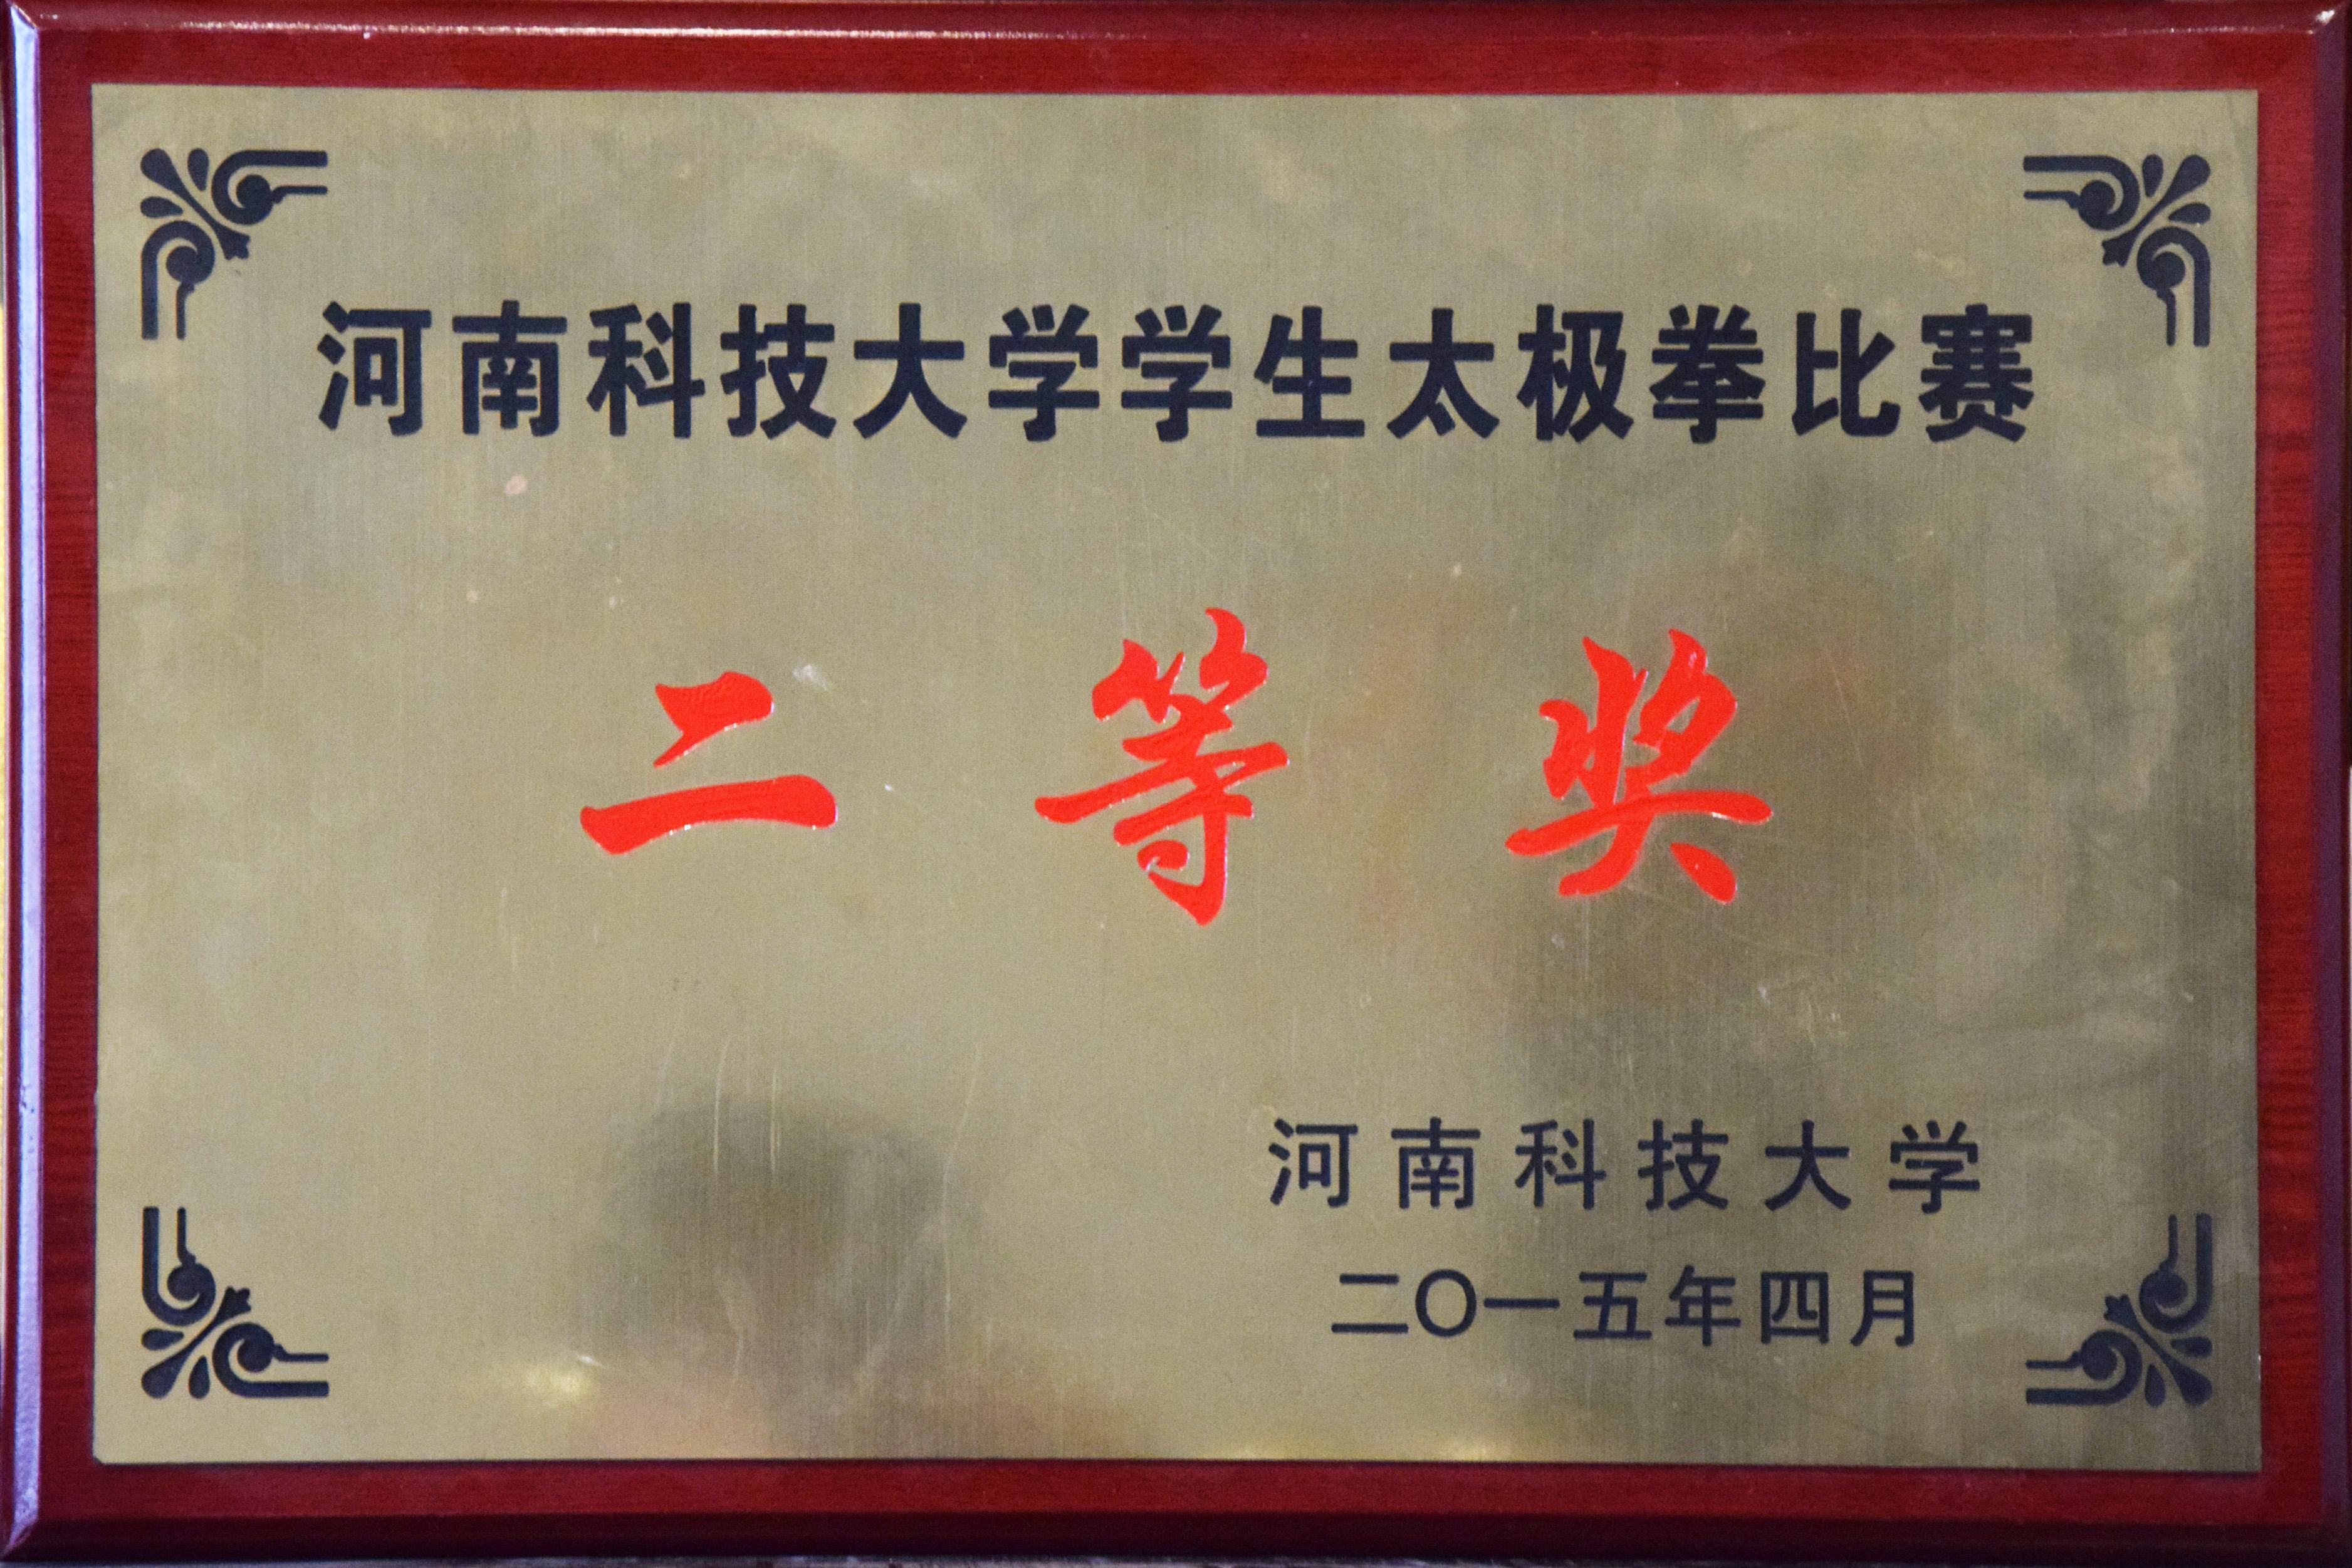 河南科技大学学生太极拳比赛
二等奖
河南科技大学
二〇一五年四月